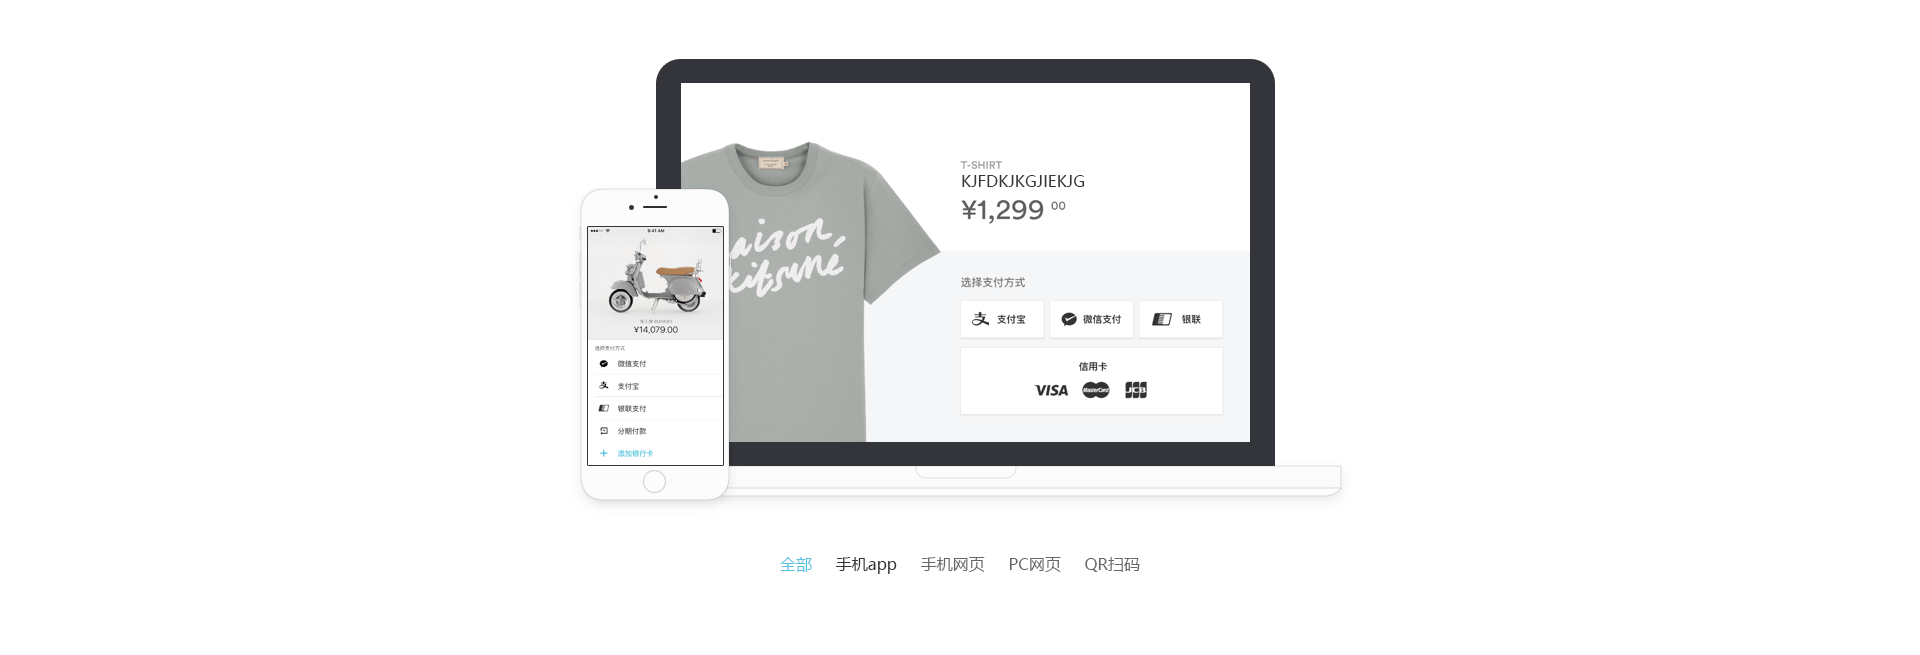 T-SHIRT
KJFDKJKGJIEKJG
¥1,299 00
aison
kitsuné
选择支付方式
支付宝
微信支付
银联
信用卡
VISA MasterCard JCB
9:41 AM
¥14,079.00
选择支付方式
微信支付
支付宝
银联支付
分期付款
添加银行卡
全部 手机app 手机网页 PC网页 QR扫码